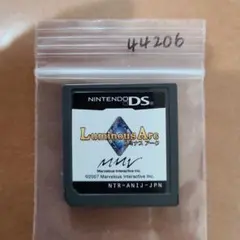 44206
NINTENDO DS
Luminous Arc
ルミナス アーク
MMV
Marvelous Interactive Inc.
©2007 Marvelous Interactive Inc.
NTR-ANIJ-JPN